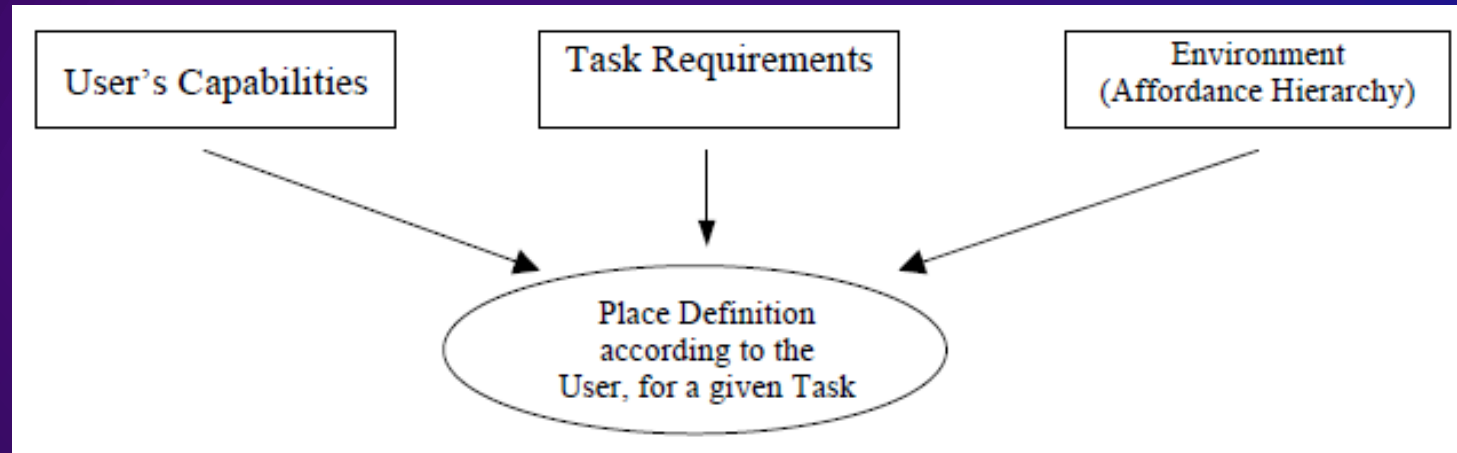 User's Capabilities
Task Requirements
Environment
(Affordance Hierarchy)
Place Definition
according to the
User, for a given Task